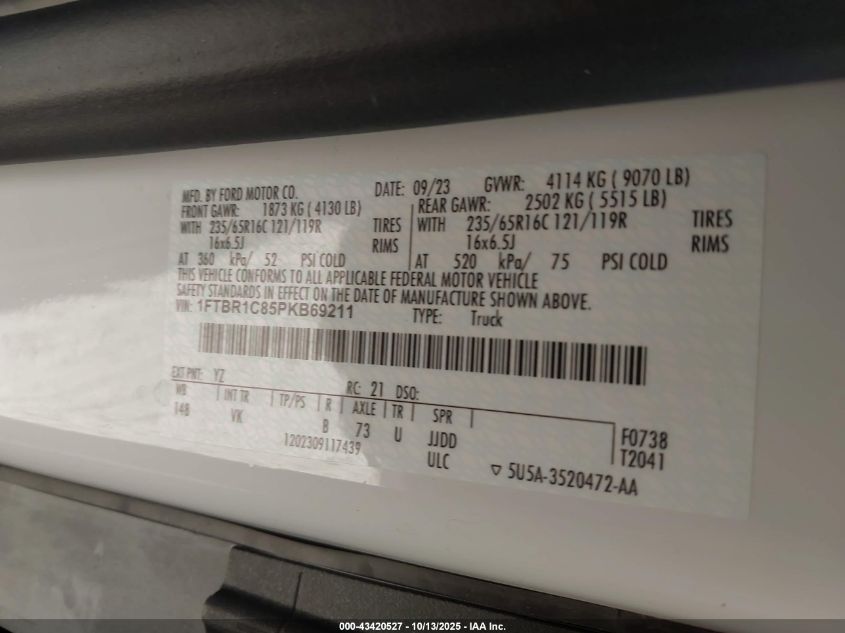 MFD. BY FORD MOTOR CO. DATE: 09/23 GVWR: 4114 KG ( 9070 LB)
FRONT GAWR: 1873 KG ( 4130 LB) REAR GAWR: 2502 KG ( 5515 LB)
WITH 235/65R16C 121/119R TIRES WITH 235/65R16C 121/119R TIRES
16x6.5J RIMS 16x6.5J RIMS
AT 360 kPa/ 52 PSI COLD AT 520 kPa/ 75 PSI COLD
THIS VEHICLE CONFORMS TO ALL APPLICABLE FEDERAL MOTOR VEHICLE
SAFETY STANDARDS IN EFFECT ON THE DATE OF MANUFACTURE SHOWN ABOVE.
VIN: 1FTBR1C85PKB69211 TYPE: Truck
EXT PNT: YZ RC: 21 DSO:
WB INT TR TP/PS R AXLE TR SPR
148 VK B 73 U JJDD F0738
1202309117439 ULC T2041
5U5A-3520472-AA
000-43420527 - 10/13/2025 - IAA Inc.